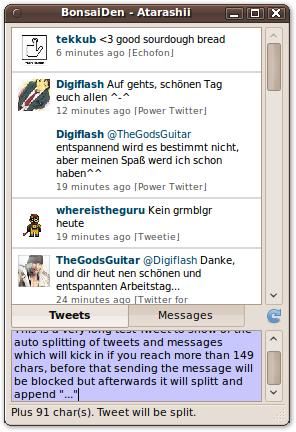 BonsaiDen - Atarashii
tekkub <3 good sourdough bread
6 minutes ago [Echofon]
Digiflash Auf gehts, schönen Tag
euch allen ^-^
12 minutes ago [Power Twitter]
Digiflash @TheGodsGuitar
entspannend wird es bestimmt nicht,
aber meinen Spaß werd ich schon
haben^^
19 minutes ago [Power Twitter]
whereistheguru Kein grmblgr
heute
19 minutes ago [Tweetie]
TheGodsGuitar @Digiflash Danke,
und dir heut nen schönen und
entspannten Arbeitstag...
24 minutes ago [Twitter for
Tweets
Messages
This is a very long test Tweet to show of the
auto splitting of tweets and messages
which will kick in if you reach more than 149
chars, before that sending the message will
be blocked but afterwards it will splitt and
append "..."
Plus 91 char(s). Tweet will be split.